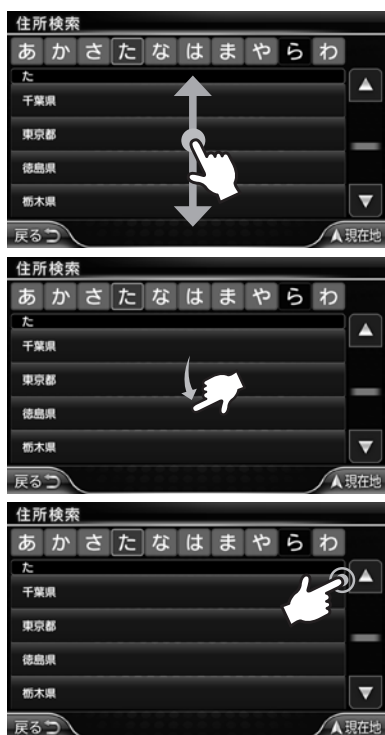 住所検索
あ か さ た な は ま や ら わ
た
千葉県
東京都
徳島県
栃木県
戻る 現在地
住所検索
あ か さ た な は ま や ら わ
た
千葉県
東京都
徳島県
栃木県
戻る 現在地
住所検索
あ か さ た な は ま や ら わ
た
千葉県
東京都
徳島県
栃木県
戻る 現在地